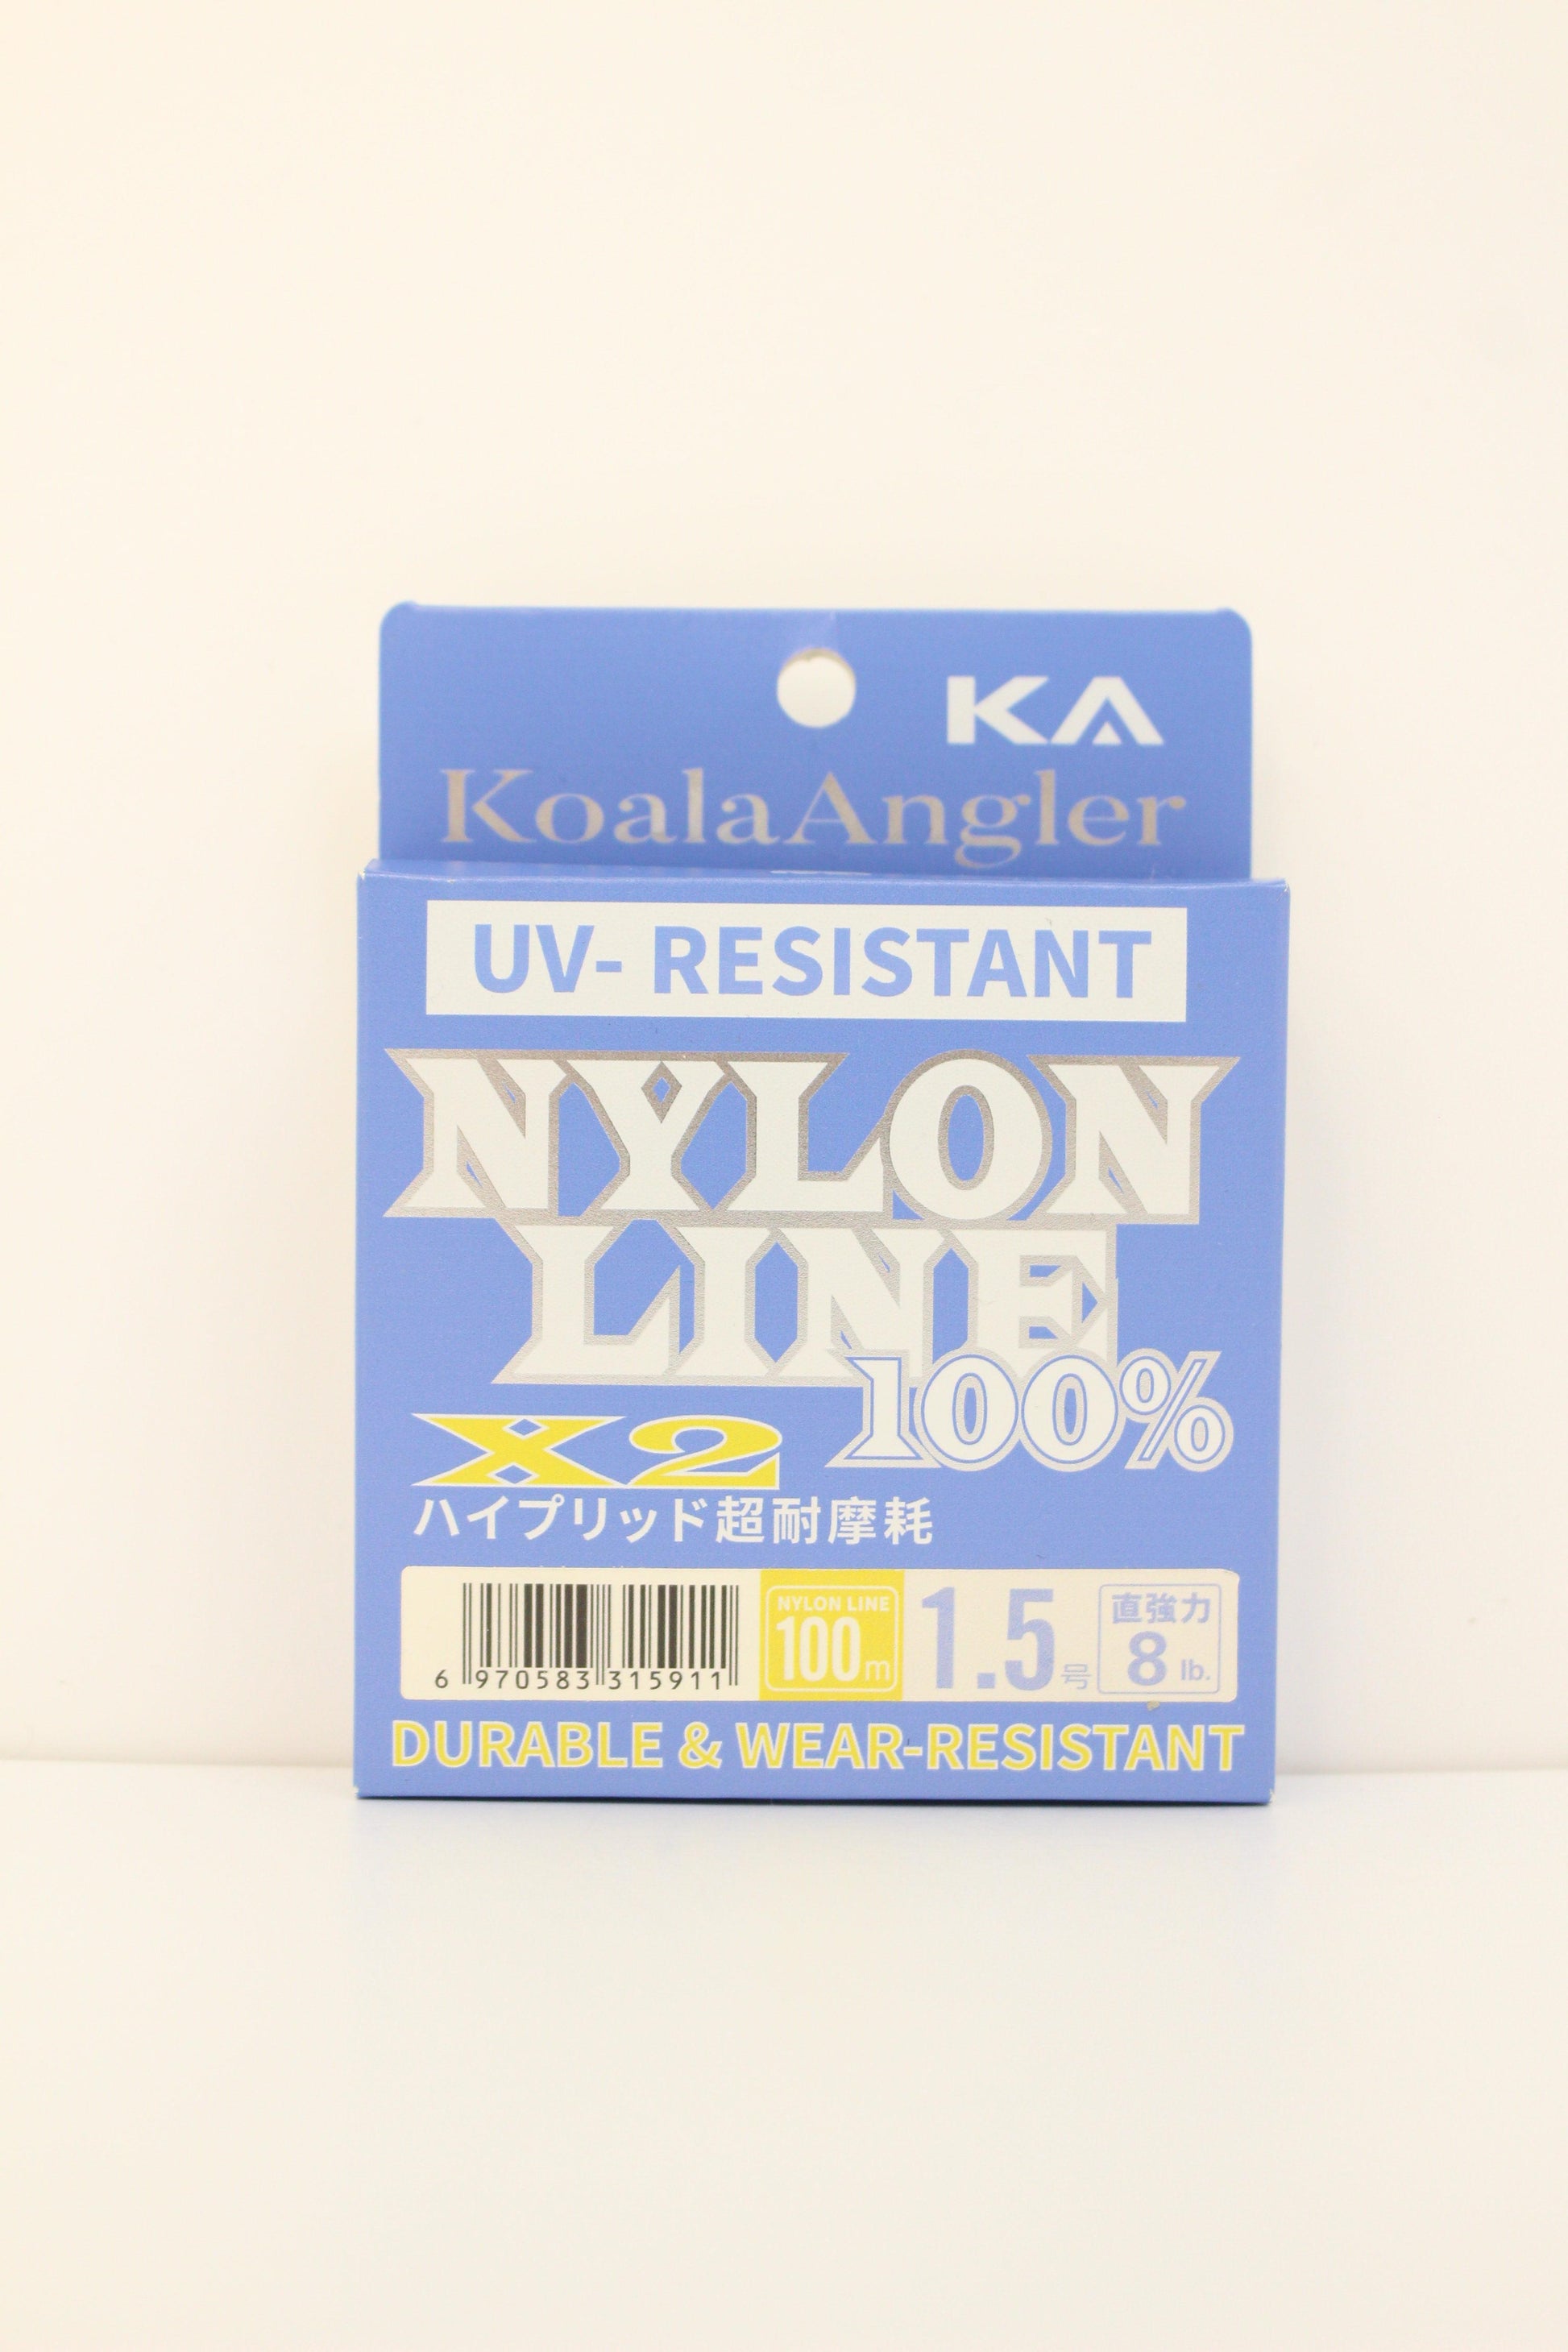 KA
KoalaAngler
UV- RESISTANT
NYLON
LINE
100%
X2
ハイプリッド超耐摩耗
NYLON LINE
100m
1.5号
直強力
8 lb.
6 970583 315911
DURABLE & WEAR-RESISTANT